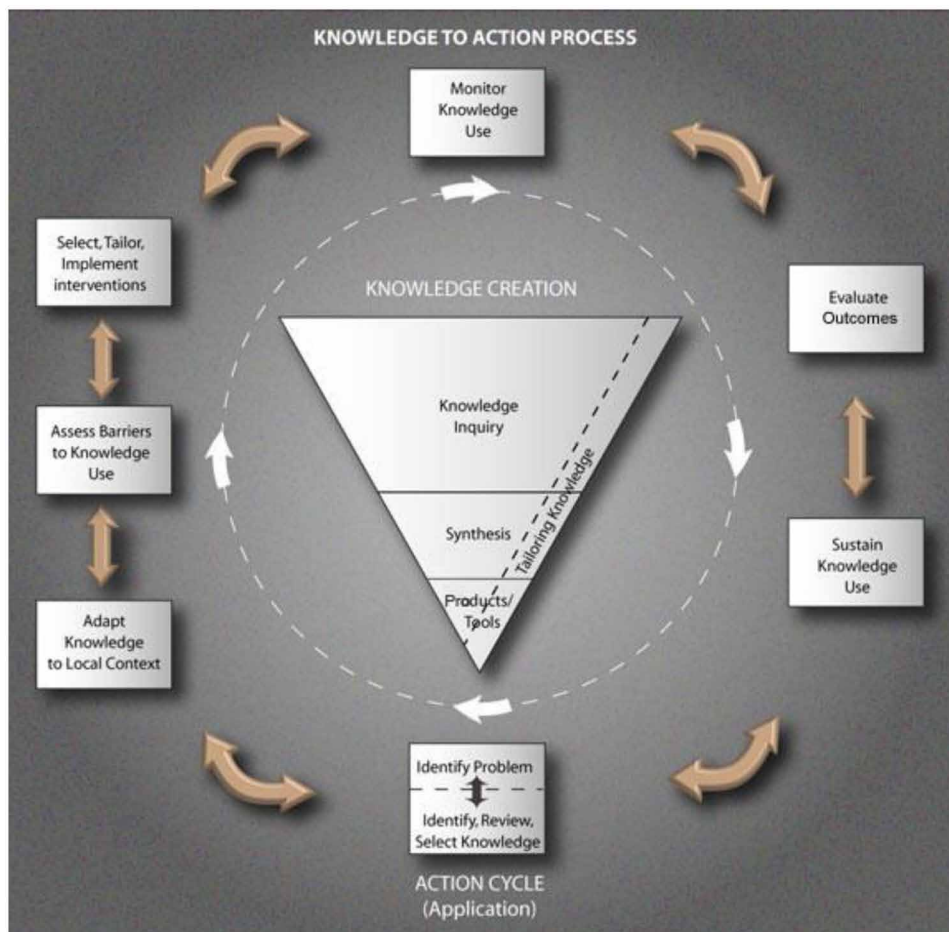 KNOWLEDGE TO ACTION PROCESS
Monitor
Knowledge
Use
Select, Tailor,
Implement
interventions
KNOWLEDGE CREATION
Evaluate
Outcomes
Knowledge
Inquiry
Assess Barriers
to Knowledge
Use
Tailoring Knowledge
Synthesis
Sustain
Knowledge
Use
Products/
Tools
Adapt
Knowledge
to Local Context
Identify Problem
Identify, Review,
Select Knowledge
ACTION CYCLE
(Application)